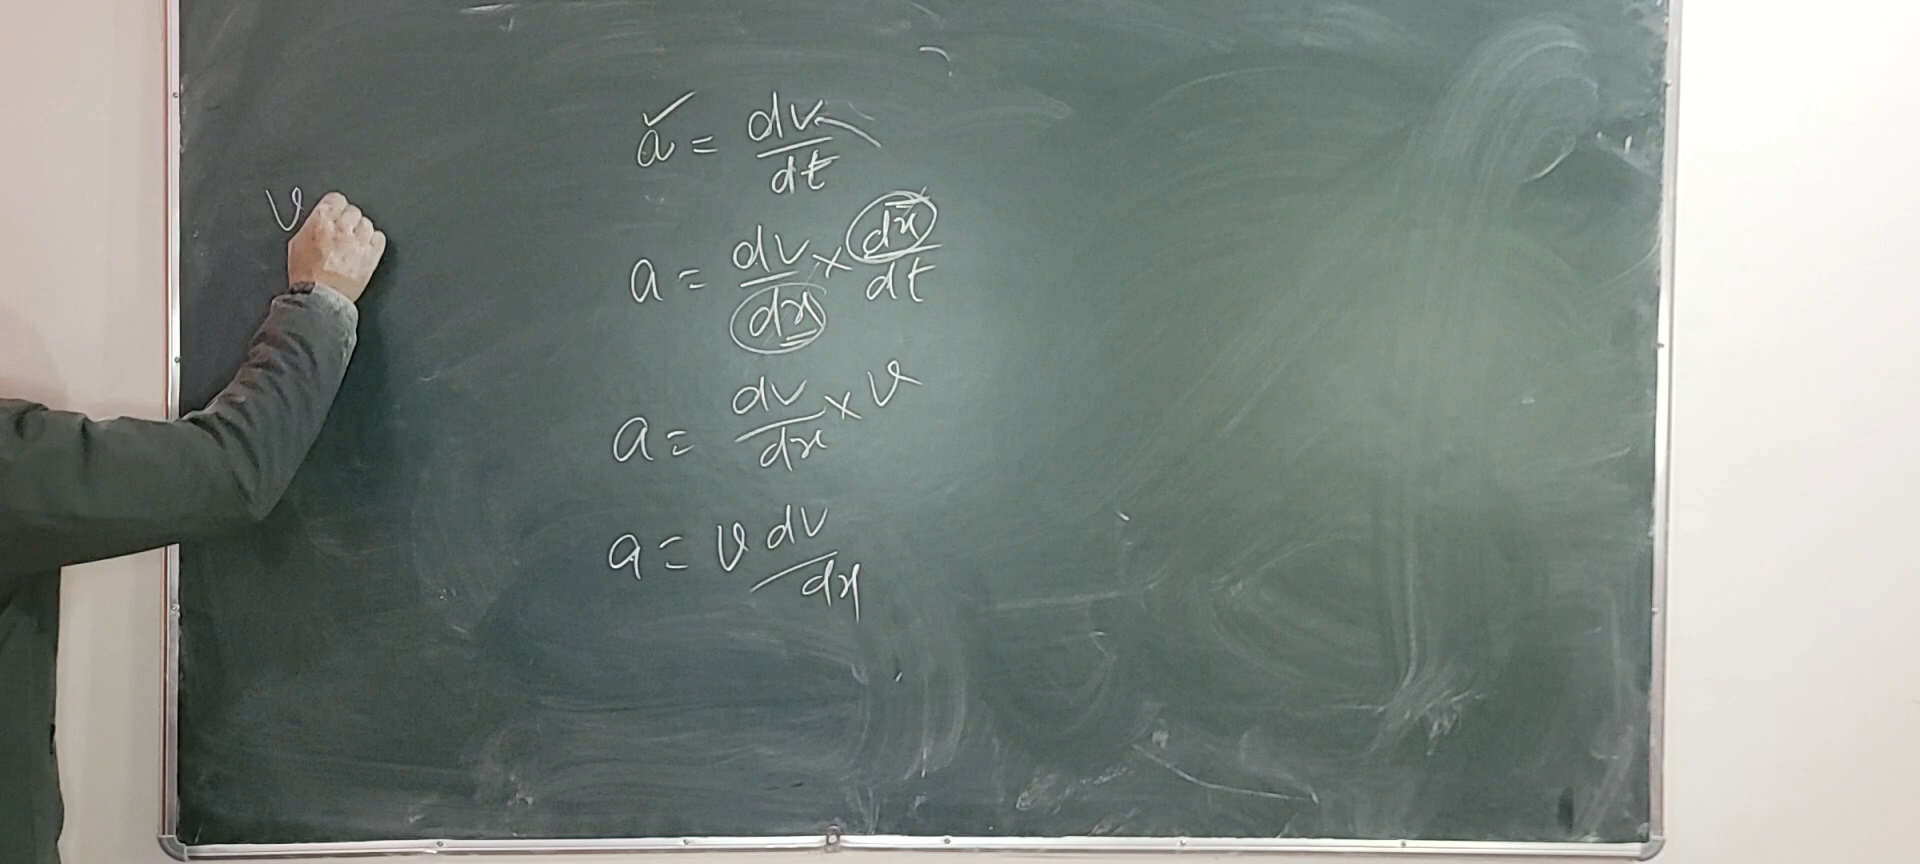 a = dv/dt
v
a = dv/dx × dx/dt
a = dv/dx × v
a = v dv/dx